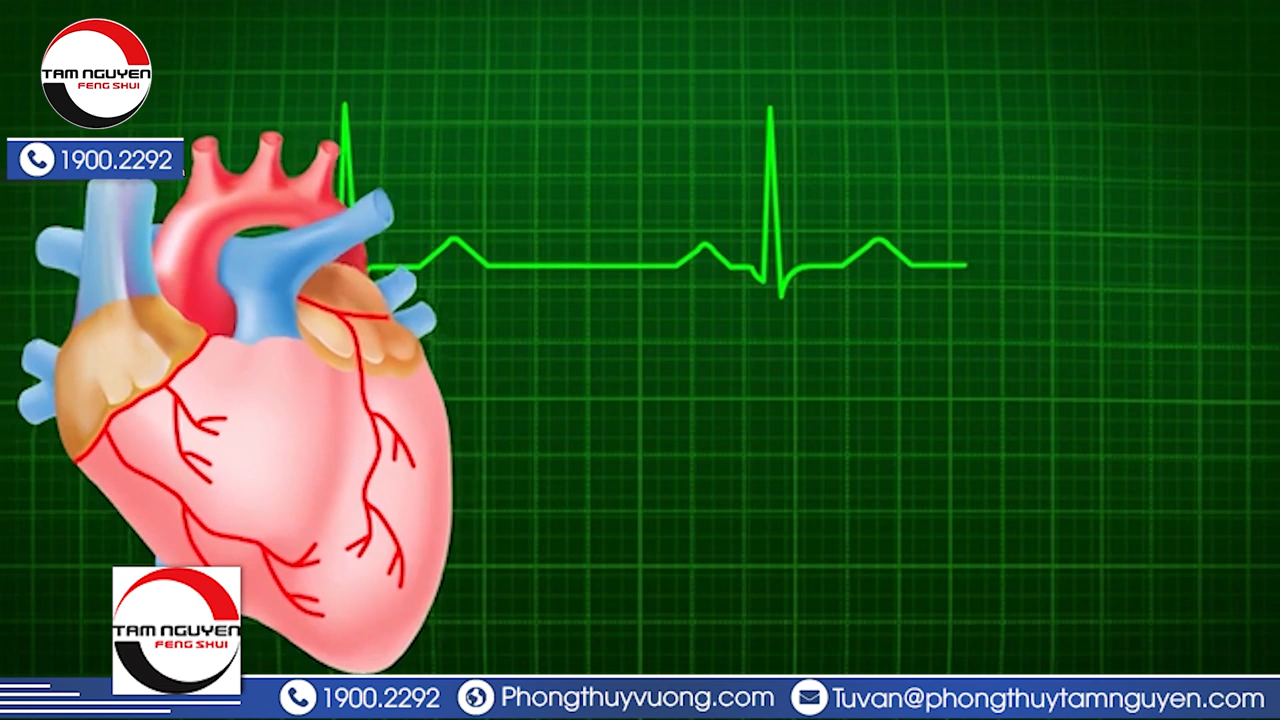 TAM NGUYEN
FENG SHUI
1900.2292
TAM NGUYEN
FENG SHUI
1900.2292 Phongthuyvuong.com Tuvan@phongthuytamnguyen.com